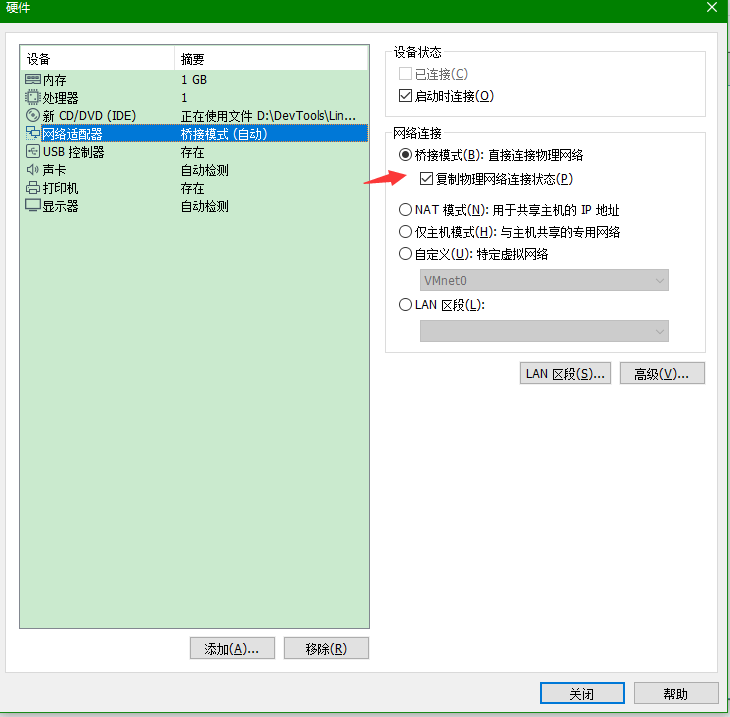 硬件
设备 摘要
内存 1 GB
处理器 1
新 CD/DVD (IDE) 正在使用文件 D:\DevTools\Lin...
网络适配器 桥接模式 (自动)
USB 控制器 存在
声卡 自动检测
打印机 存在
显示器 自动检测
添加(A)... 移除(R)
设备状态
已连接(C)
启动时连接(O)
网络连接
桥接模式(B): 直接连接物理网络
复制物理网络连接状态(P)
NAT 模式(N): 用于共享主机的 IP 地址
仅主机模式(H): 与主机共享的专用网络
自定义(U): 特定虚拟网络
VMnet0
LAN 区段(L):
LAN 区段(S)... 高级(V)...
关闭 帮助